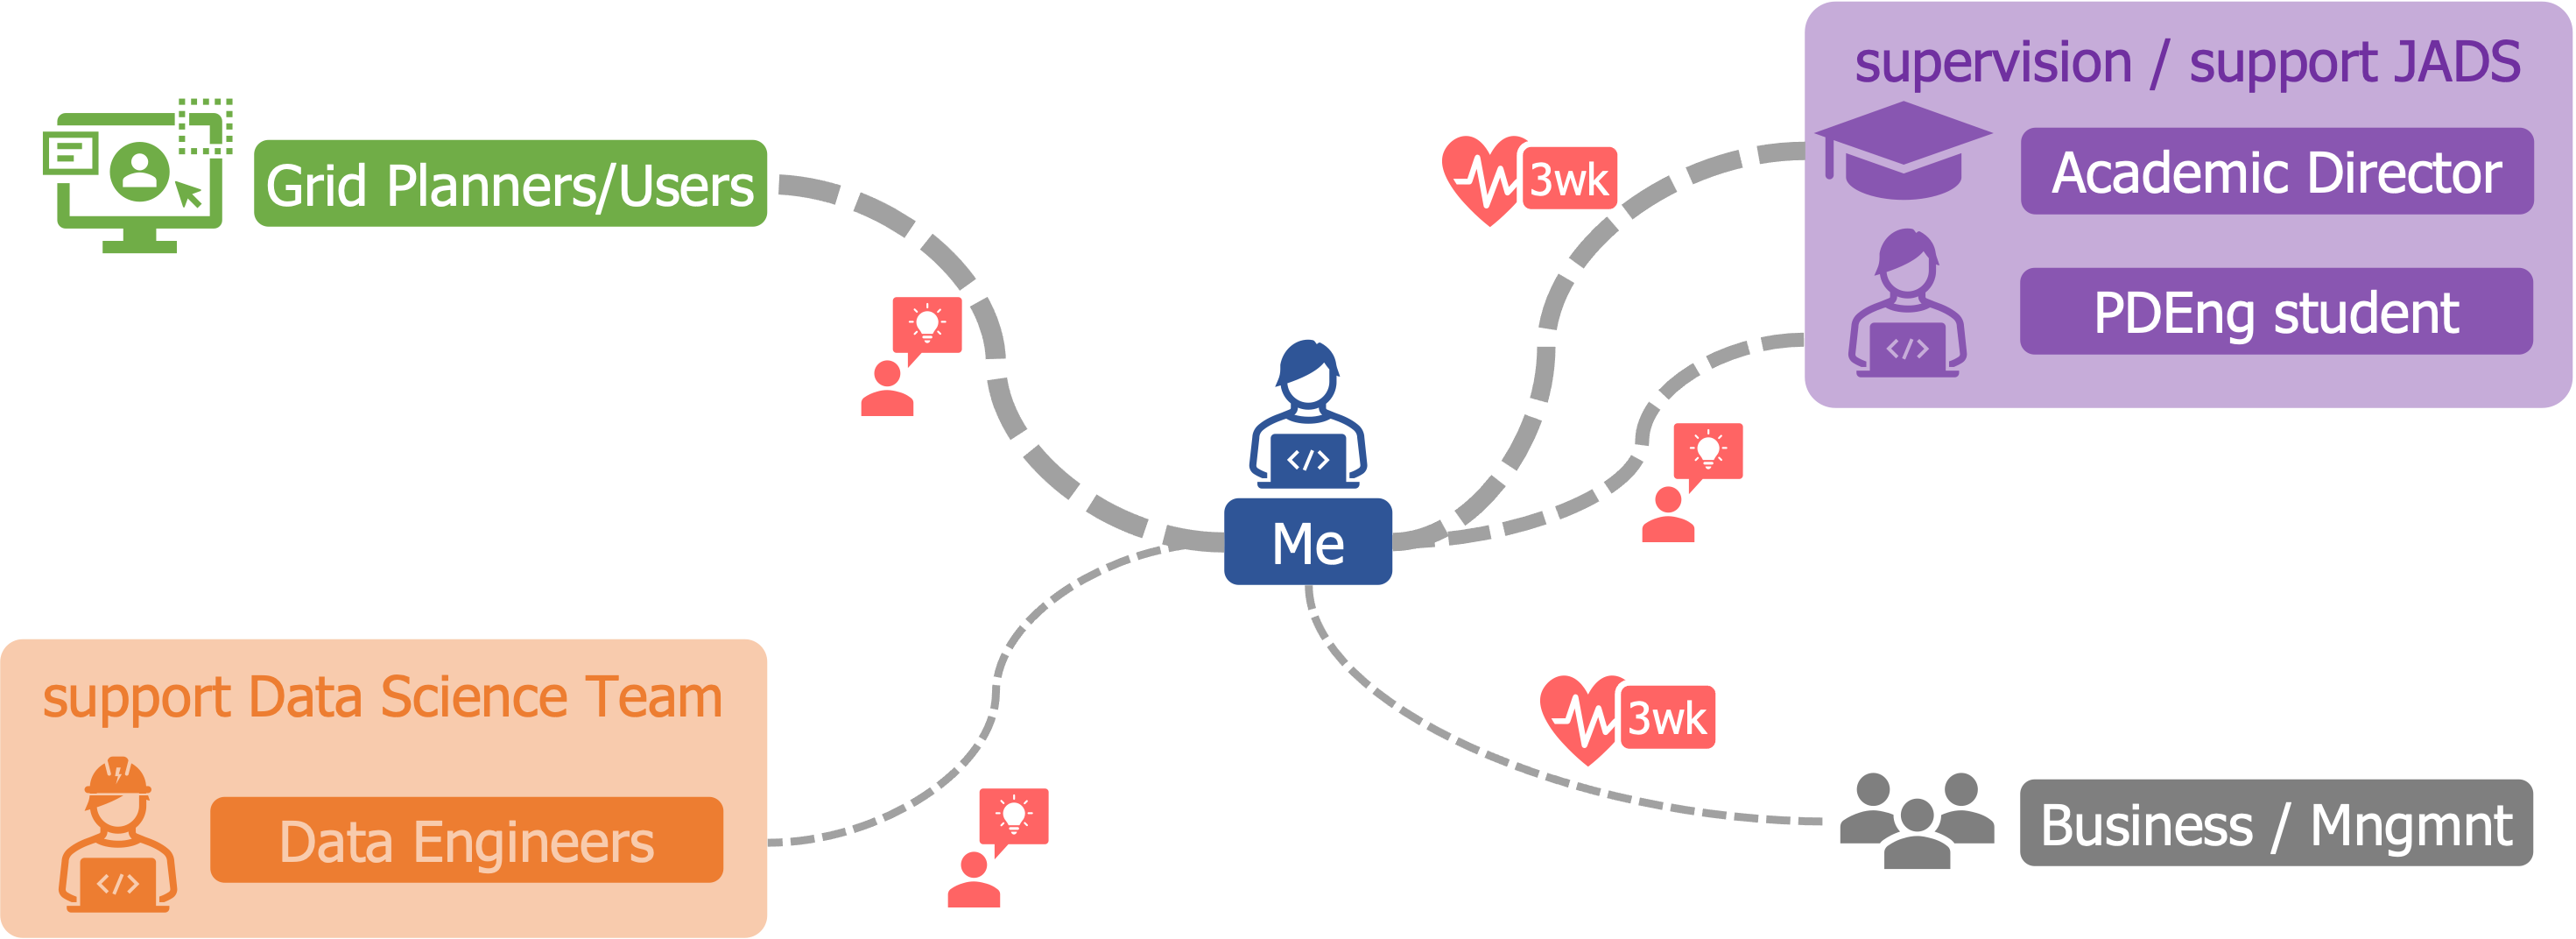 supervision / support JADS
Academic Director
PDEng student
Grid Planners/Users
3wk
</>
</>
Me
support Data Science Team
Data Engineers
</>
3wk
Business / Mngmnt